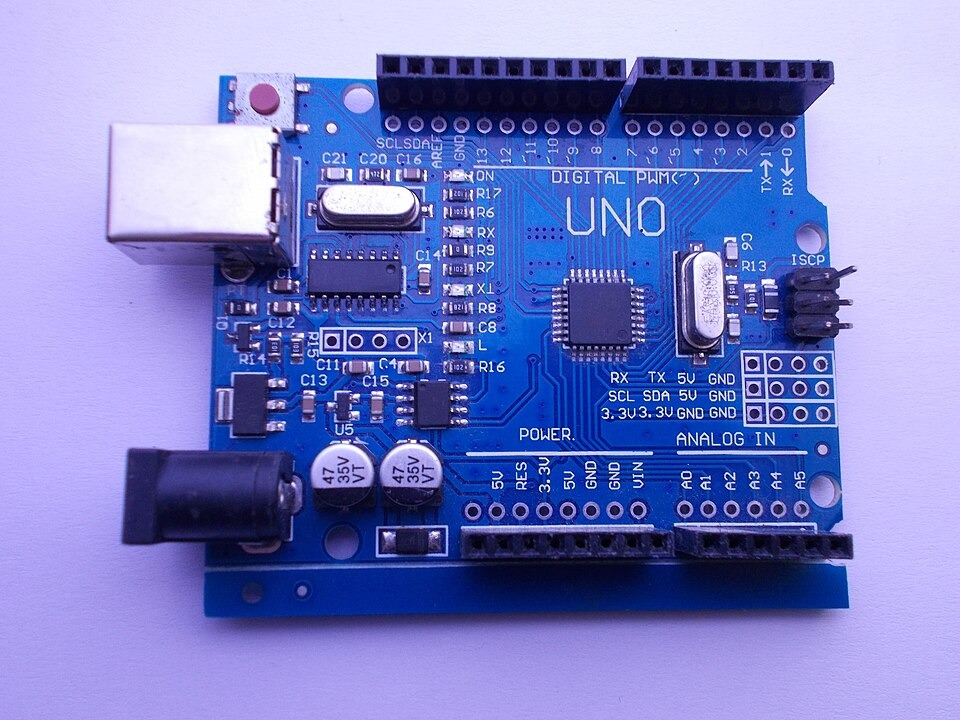 SCL SDA AREF GND 13 12 ~11 ~10 ~9 8 7 ~6 ~5 4 ~3 2 TX→1 RX←0
DIGITAL PWM(~)
UNO
C21 C20 C16
ON
R17
R6
RX
R9
R7
TX
R8
C8
L
R16
C14
C1
C12
R14
R15
X1
C11
C4
C13
C15
U5
C6
R13
ISCP
RX TX 5V GND
SCL SDA 5V GND
3.3V 3.3V GND GND
POWER
ANALOG IN
5V RES 3.3V 5V GND GND VIN
A0 A1 A2 A3 A4 A5
47
35V
VT
47
35V
VT